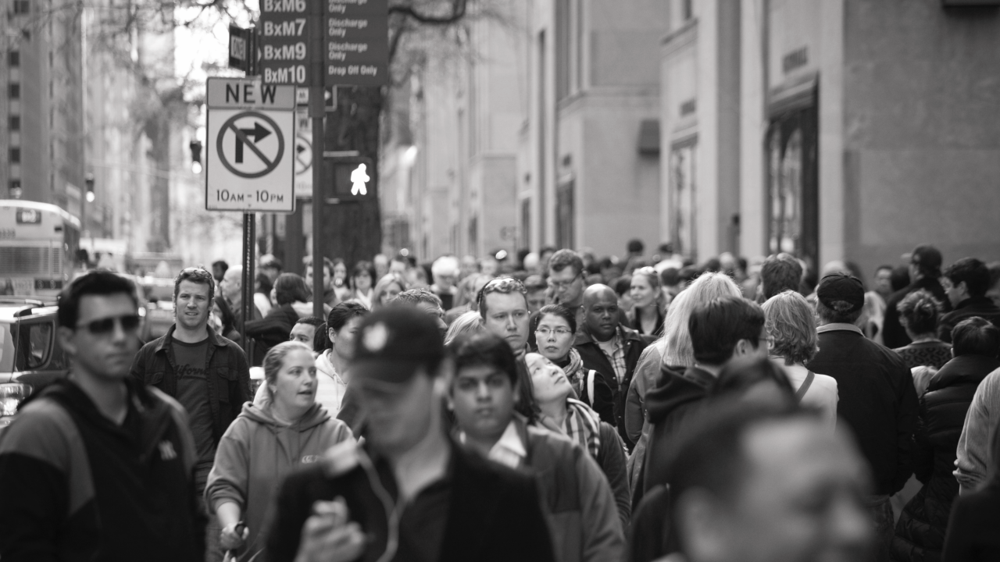 BxM6
BxM7
BxM9
BxM10
Discharge
Only
Discharge
Only
Discharge
Only
Drop Off Only
NEW
10AM - 10PM